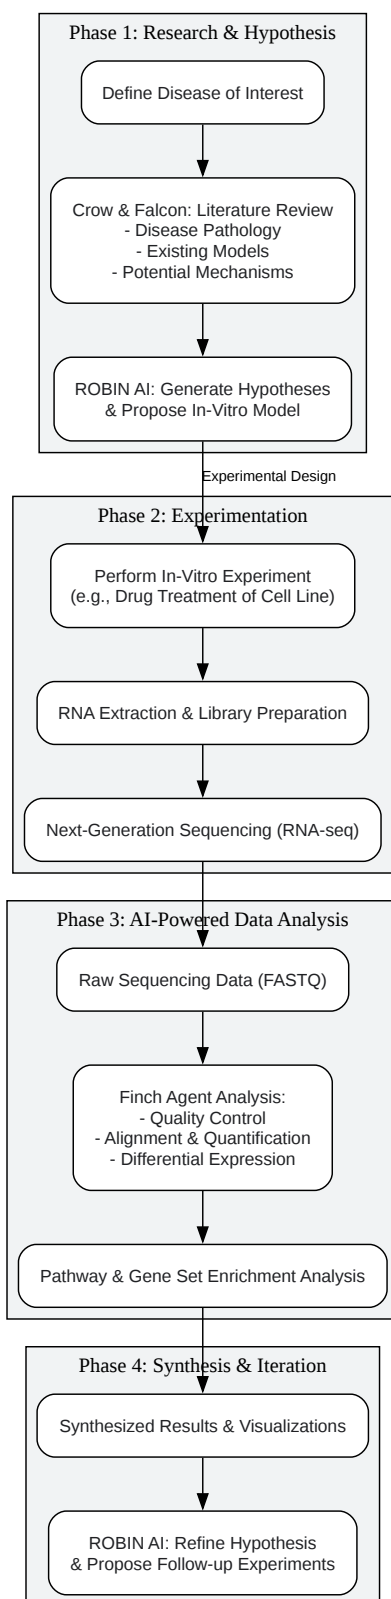 Phase 1: Research & Hypothesis
Define Disease of Interest
Crow & Falcon: Literature Review
- Disease Pathology
- Existing Models
- Potential Mechanisms
ROBIN AI: Generate Hypotheses
& Propose In-Vitro Model
Experimental Design
Phase 2: Experimentation
Perform In-Vitro Experiment
(e.g., Drug Treatment of Cell Line)
RNA Extraction & Library Preparation
Next-Generation Sequencing (RNA-seq)
Phase 3: AI-Powered Data Analysis
Raw Sequencing Data (FASTQ)
Finch Agent Analysis:
- Quality Control
- Alignment & Quantification
- Differential Expression
Pathway & Gene Set Enrichment Analysis
Phase 4: Synthesis & Iteration
Synthesized Results & Visualizations
ROBIN AI: Refine Hypothesis
& Propose Follow-up Experiments